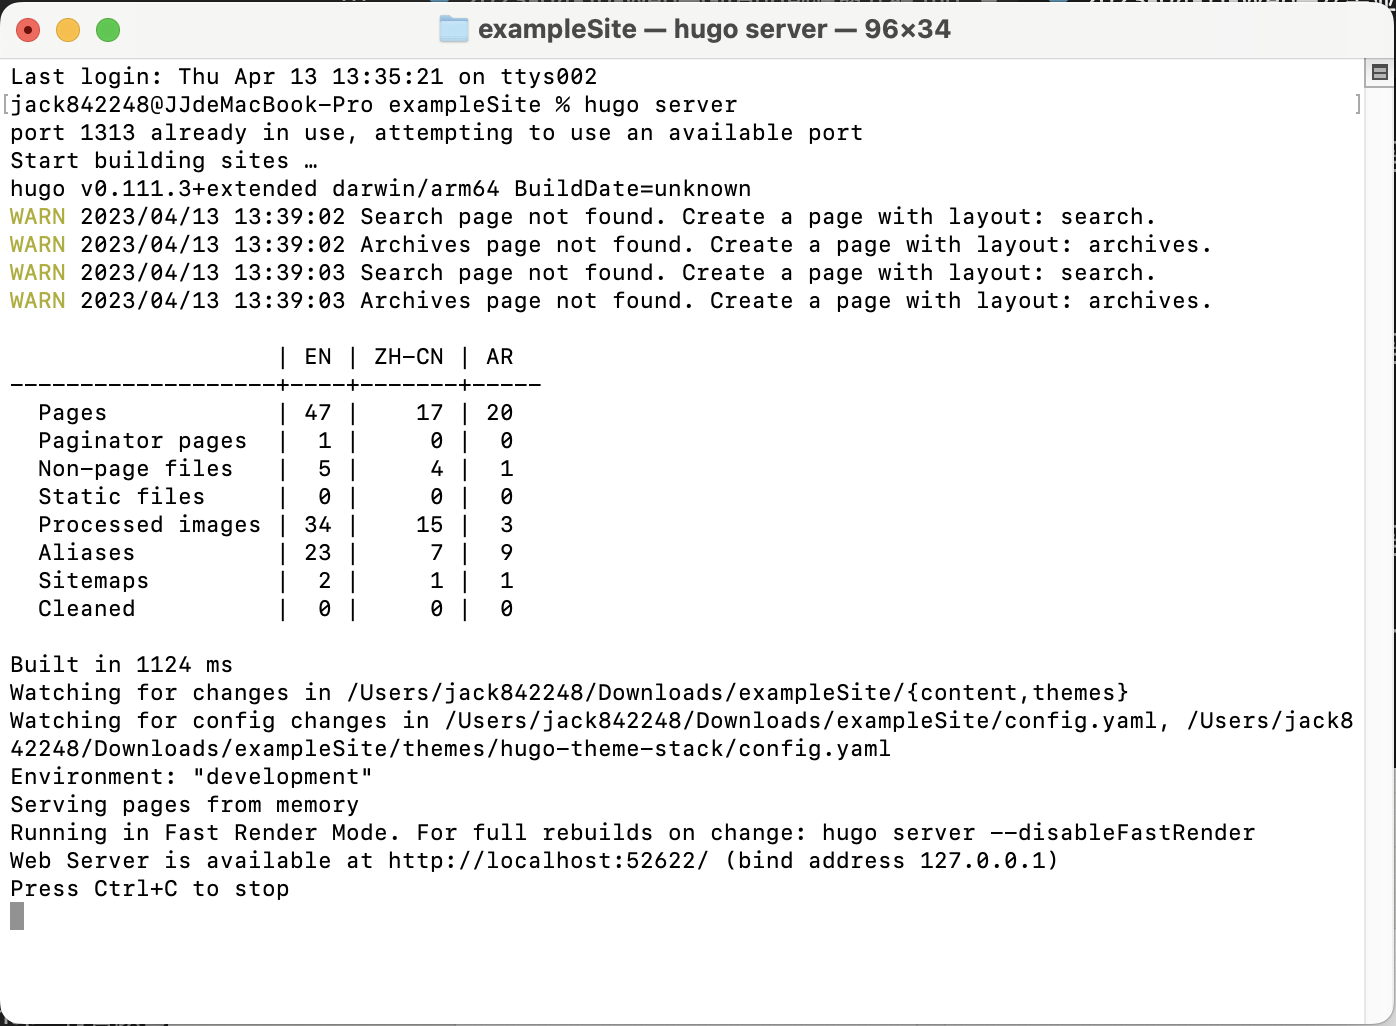 exampleSite — hugo server — 96×34
Last login: Thu Apr 13 13:35:21 on ttys002
[jack842248@JJdeMacBook-Pro exampleSite % hugo server ]
port 1313 already in use, attempting to use an available port
Start building sites …
hugo v0.111.3+extended darwin/arm64 BuildDate=unknown
WARN 2023/04/13 13:39:02 Search page not found. Create a page with layout: search.
WARN 2023/04/13 13:39:02 Archives page not found. Create a page with layout: archives.
WARN 2023/04/13 13:39:03 Search page not found. Create a page with layout: search.
WARN 2023/04/13 13:39:03 Archives page not found. Create a page with layout: archives.
                   | EN | ZH-CN | AR
-------------------+----+-------+-----
  Pages            | 47 |    17 | 20
  Paginator pages  |  1 |     0 |  0
  Non-page files   |  5 |     4 |  1
  Static files     |  0 |     0 |  0
  Processed images | 34 |    15 |  3
  Aliases          | 23 |     7 |  9
  Sitemaps         |  2 |     1 |  1
  Cleaned          |  0 |     0 |  0
Built in 1124 ms
Watching for changes in /Users/jack842248/Downloads/exampleSite/{content,themes}
Watching for config changes in /Users/jack842248/Downloads/exampleSite/config.yaml, /Users/jack8
42248/Downloads/exampleSite/themes/hugo-theme-stack/config.yaml
Environment: "development"
Serving pages from memory
Running in Fast Render Mode. For full rebuilds on change: hugo server --disableFastRender
Web Server is available at http://localhost:52622/ (bind address 127.0.0.1)
Press Ctrl+C to stop